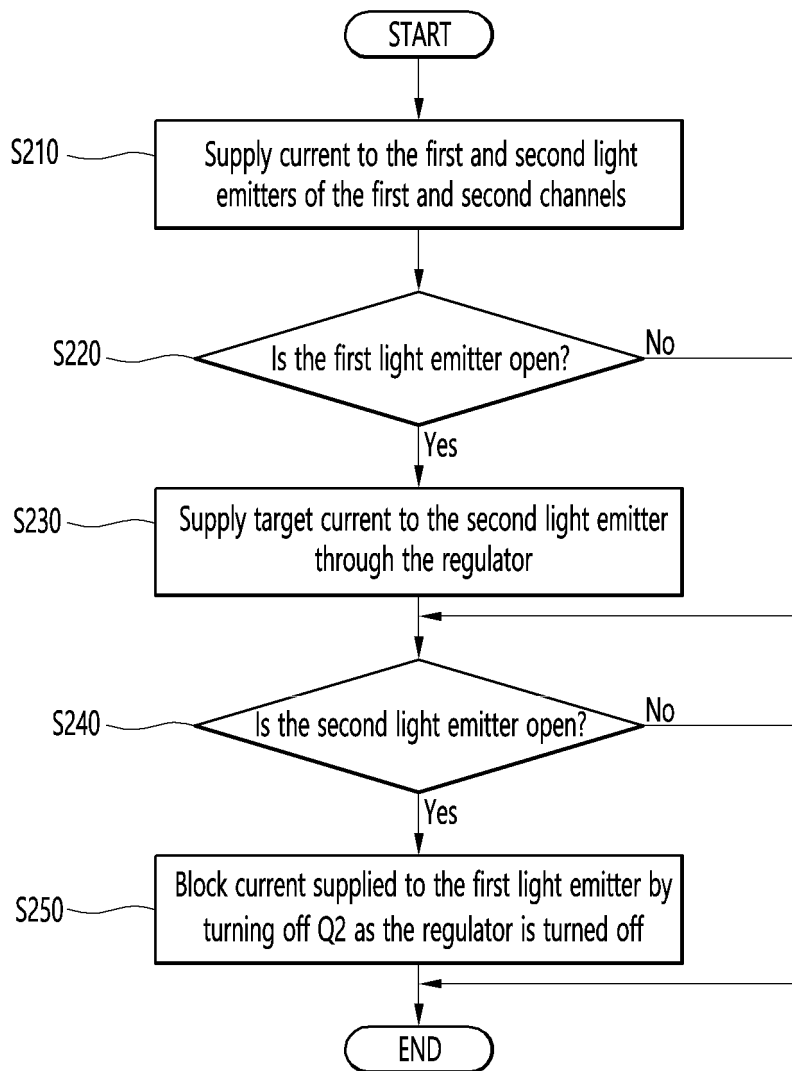 START
S210
Supply current to the first and second light
emitters of the first and second channels
S220
Is the first light emitter open?
No
Yes
S230
Supply target current to the second light emitter
through the regulator
S240
Is the second light emitter open?
No
Yes
S250
Block current supplied to the first light emitter by
turning off Q2 as the regulator is turned off
END